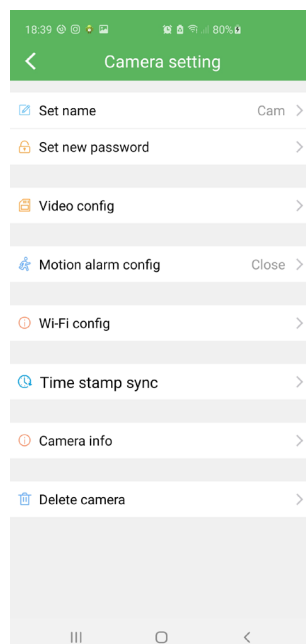 18:39 80%
Camera setting
Set name Cam
Set new password
Video config
Motion alarm config Close
Wi-Fi config
Time stamp sync
Camera info
Delete camera